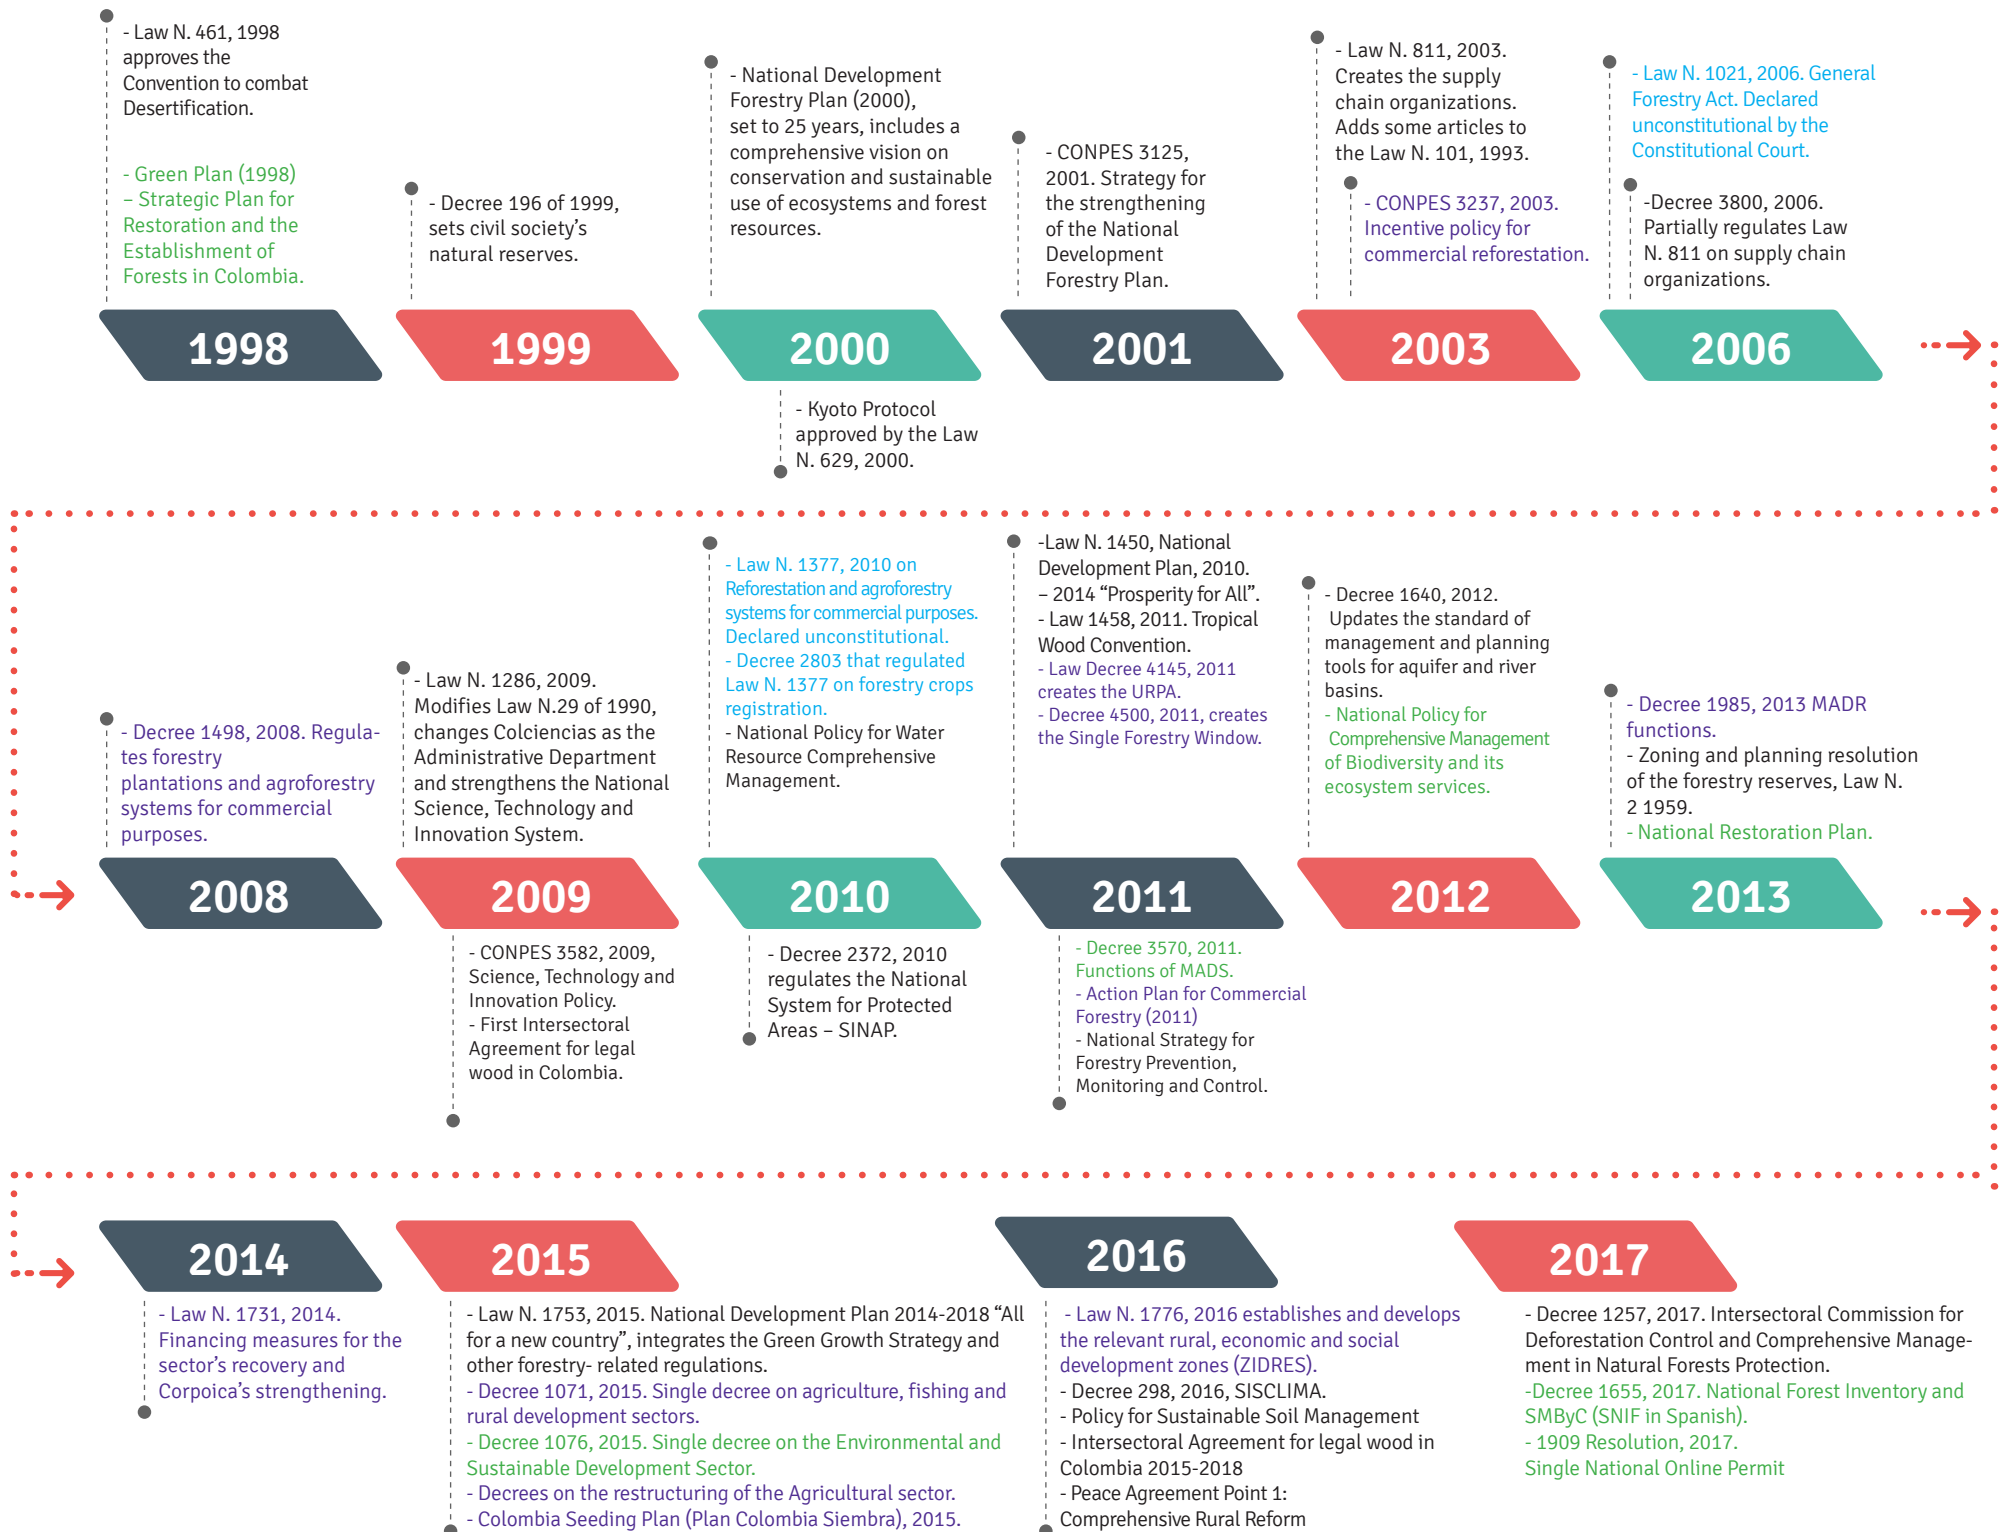 - Law N. 461, 1998
approves the
Convention to combat
Desertification.
- Green Plan (1998)
– Strategic Plan for
Restoration and the
Establishment of
Forests in Colombia.
1998
- Decree 196 of 1999,
sets civil society’s
natural reserves.
1999
- National Development
Forestry Plan (2000),
set to 25 years, includes a
comprehensive vision on
conservation and sustainable
use of ecosystems and forest
resources.
2000
- Kyoto Protocol
approved by the Law
N. 629, 2000.
- CONPES 3125,
2001. Strategy for
the strengthening
of the National
Development
Forestry Plan.
2001
- Law N. 811, 2003.
Creates the supply
chain organizations.
Adds some articles to
the Law N. 101, 1993.
- CONPES 3237, 2003.
Incentive policy for
commercial reforestation.
2003
- Law N. 1021, 2006. General
Forestry Act. Declared
unconstitutional by the
Constitutional Court.
-Decree 3800, 2006.
Partially regulates Law
N. 811 on supply chain
organizations.
2006
- Decree 1498, 2008. Regula-
tes forestry
plantations and agroforestry
systems for commercial
purposes.
2008
- Law N. 1286, 2009.
Modifies Law N.29 of 1990,
changes Colciencias as the
Administrative Department
and strengthens the National
Science, Technology and
Innovation System.
2009
- CONPES 3582, 2009,
Science, Technology and
Innovation Policy.
- First Intersectoral
Agreement for legal
wood in Colombia.
- Law N. 1377, 2010 on
Reforestation and agroforestry
systems for commercial purposes.
Declared unconstitutional.
- Decree 2803 that regulated
Law N. 1377 on forestry crops
registration.
- National Policy for Water
Resource Comprehensive
Management.
2010
- Decree 2372, 2010
regulates the National
System for Protected
Areas – SINAP.
-Law N. 1450, National
Development Plan, 2010.
– 2014 “Prosperity for All”.
- Law 1458, 2011. Tropical
Wood Convention.
- Law Decree 4145, 2011
creates the URPA.
- Decree 4500, 2011, creates
the Single Forestry Window.
2011
- Decree 3570, 2011.
Functions of MADS.
- Action Plan for Commercial
Forestry (2011)
- National Strategy for
Forestry Prevention,
Monitoring and Control.
- Decree 1640, 2012.
Updates the standard of
management and planning
tools for aquifer and river
basins.
- National Policy for
Comprehensive Management
of Biodiversity and its
ecosystem services.
2012
- Decree 1985, 2013 MADR
functions.
- Zoning and planning resolution
of the forestry reserves, Law N.
2 1959.
- National Restoration Plan.
2013
2014
- Law N. 1731, 2014.
Financing measures for the
sector’s recovery and
Corpoica’s strengthening.
2015
- Law N. 1753, 2015. National Development Plan 2014-2018 “All
for a new country”, integrates the Green Growth Strategy and
other forestry- related regulations.
- Decree 1071, 2015. Single decree on agriculture, fishing and
rural development sectors.
- Decree 1076, 2015. Single decree on the Environmental and
Sustainable Development Sector.
- Decrees on the restructuring of the Agricultural sector.
- Colombia Seeding Plan (Plan Colombia Siembra), 2015.
2016
- Law N. 1776, 2016 establishes and develops
the relevant rural, economic and social
development zones (ZIDRES).
- Decree 298, 2016, SISCLIMA.
- Policy for Sustainable Soil Management
- Intersectoral Agreement for legal wood in
Colombia 2015-2018
- Peace Agreement Point 1:
Comprehensive Rural Reform
2017
- Decree 1257, 2017. Intersectoral Commission for
Deforestation Control and Comprehensive Manage-
ment in Natural Forests Protection.
-Decree 1655, 2017. National Forest Inventory and
SMByC (SNIF in Spanish).
- 1909 Resolution, 2017.
Single National Online Permit